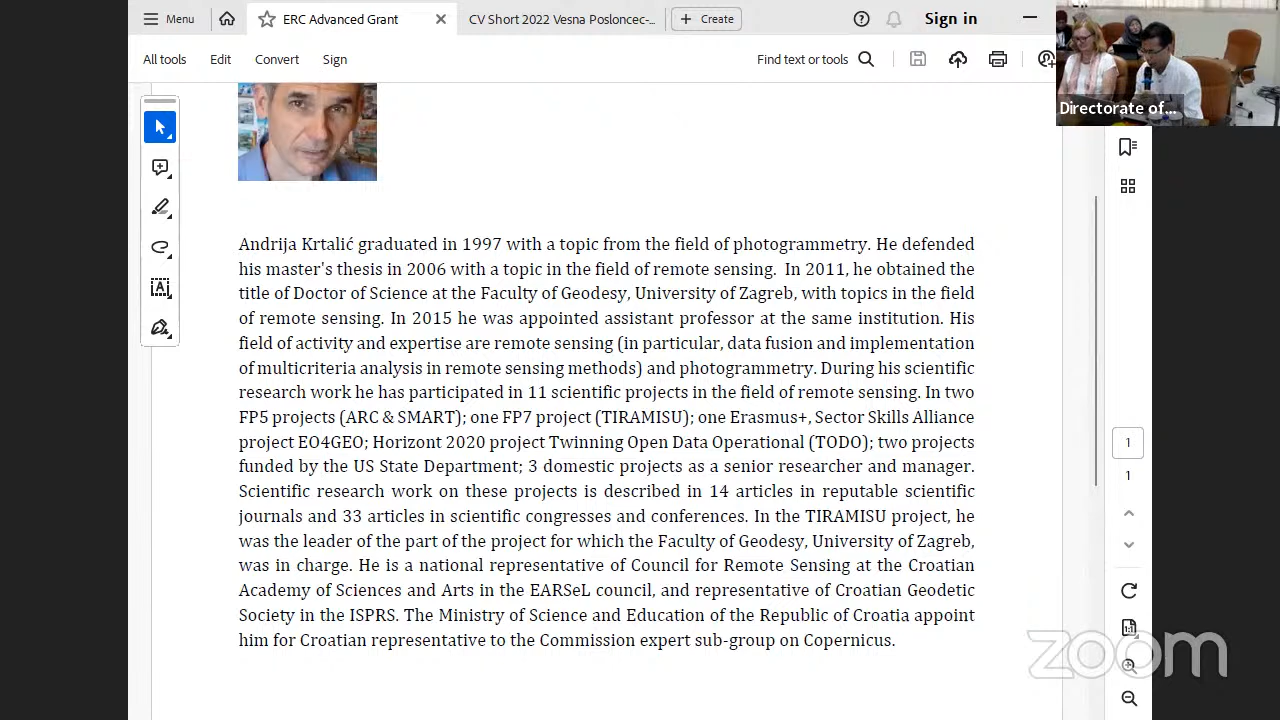 Menu
ERC Advanced Grant
CV Short 2022 Vesna Posloncec-...
Create
Sign in
All tools
Edit
Convert
Sign
Find text or tools
Directorate of...
Andrija Krtalić graduated in 1997 with a topic from the field of photogrammetry. He defended
his master's thesis in 2006 with a topic in the field of remote sensing. In 2011, he obtained the
title of Doctor of Science at the Faculty of Geodesy, University of Zagreb, with topics in the field
of remote sensing. In 2015 he was appointed assistant professor at the same institution. His
field of activity and expertise are remote sensing (in particular, data fusion and implementation
of multicriteria analysis in remote sensing methods) and photogrammetry. During his scientific
research work he has participated in 11 scientific projects in the field of remote sensing. In two
FP5 projects (ARC & SMART); one FP7 project (TIRAMISU); one Erasmus+, Sector Skills Alliance
project EO4GEO; Horizont 2020 project Twinning Open Data Operational (TODO); two projects
funded by the US State Department; 3 domestic projects as a senior researcher and manager.
Scientific research work on these projects is described in 14 articles in reputable scientific
journals and 33 articles in scientific congresses and conferences. In the TIRAMISU project, he
was the leader of the part of the project for which the Faculty of Geodesy, University of Zagreb,
was in charge. He is a national representative of Council for Remote Sensing at the Croatian
Academy of Sciences and Arts in the EARSeL council, and representative of Croatian Geodetic
Society in the ISPRS. The Ministry of Science and Education of the Republic of Croatia appoint
him for Croatian representative to the Commission expert sub-group on Copernicus.
1
1
zoom